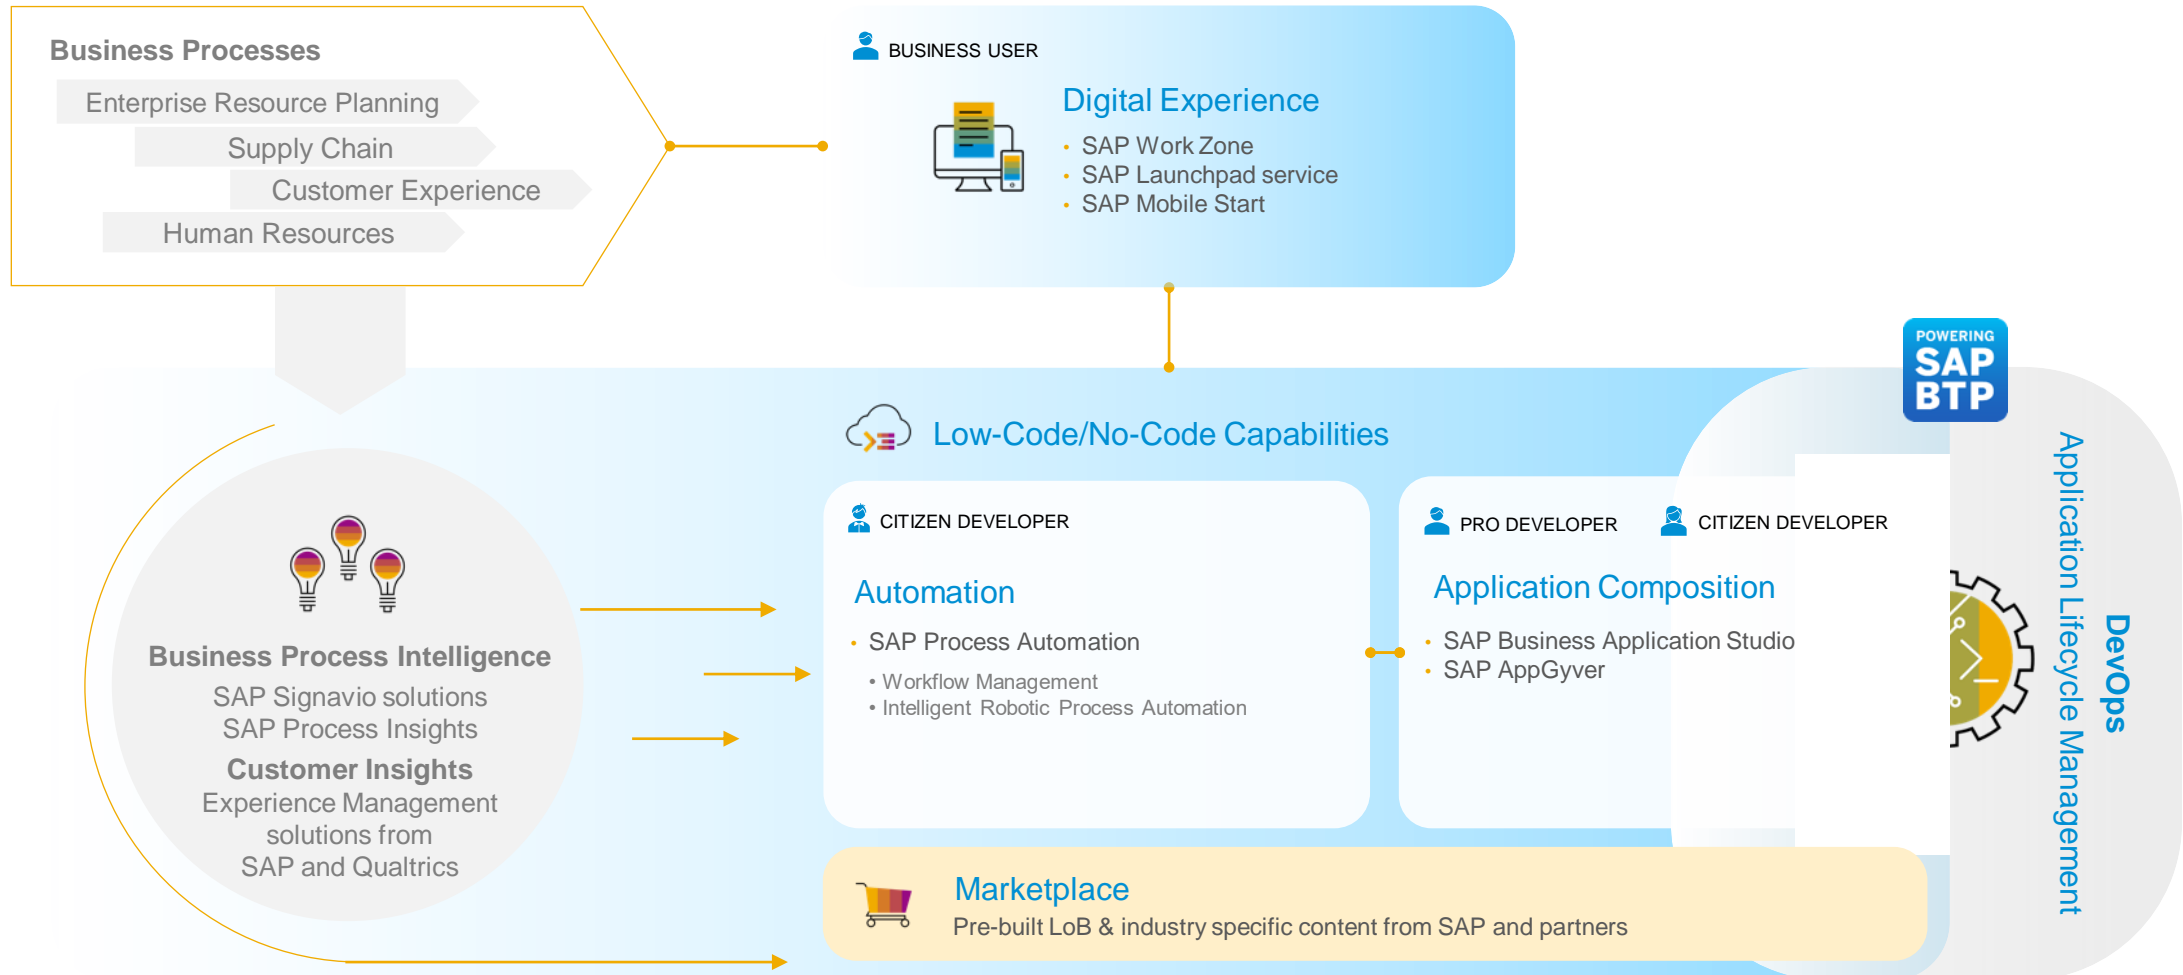 Business Processes
Enterprise Resource Planning
Supply Chain
Customer Experience
Human Resources
BUSINESS USER
Digital Experience
• SAP Work Zone
• SAP Launchpad service
• SAP Mobile Start
POWERING
SAP
BTP
Low-Code/No-Code Capabilities
Business Process Intelligence
SAP Signavio solutions
SAP Process Insights
Customer Insights
Experience Management
solutions from
SAP and Qualtrics
CITIZEN DEVELOPER
Automation
• SAP Process Automation
• Workflow Management
• Intelligent Robotic Process Automation
PRO DEVELOPER
CITIZEN DEVELOPER
Application Composition
• SAP Business Application Studio
• SAP AppGyver
DevOps
Application Lifecycle Management
Marketplace
Pre-built LoB & industry specific content from SAP and partners